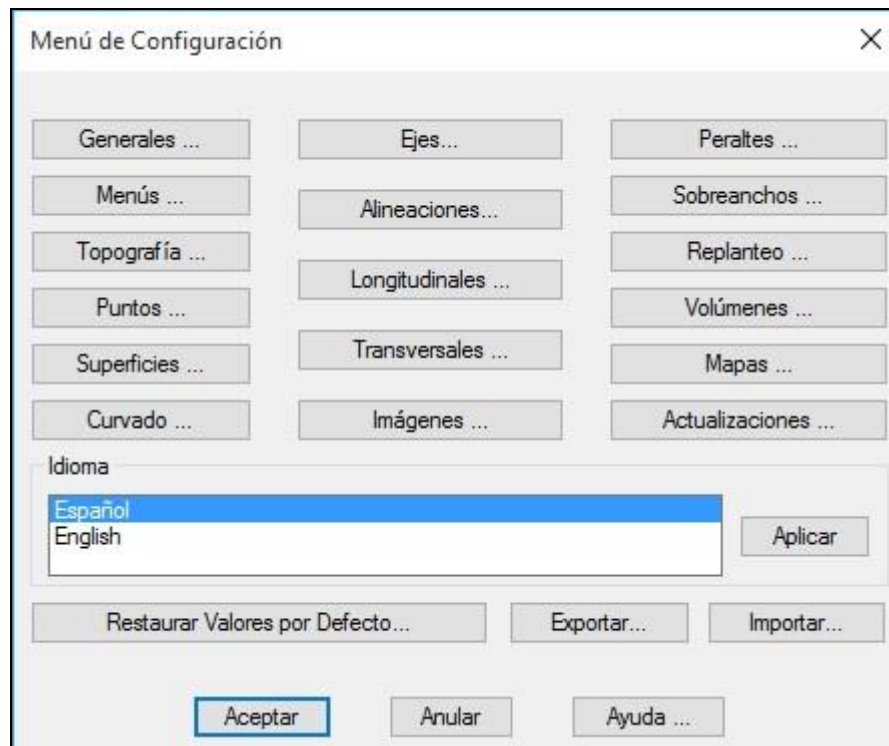 Menú de Configuración
Generales ...
Ejes...
Peraltes ...
Menús ...
Alineaciones...
Sobreanchos ...
Topografía ...
Longitudinales ...
Replanteo ...
Puntos ...
Transversales ...
Volúmenes ...
Superficies ...
Imágenes ...
Mapas ...
Curvado ...
Actualizaciones ...
Idioma
Español
English
Aplicar
Restaurar Valores por Defecto...
Exportar...
Importar...
Aceptar
Anular
Ayuda ...